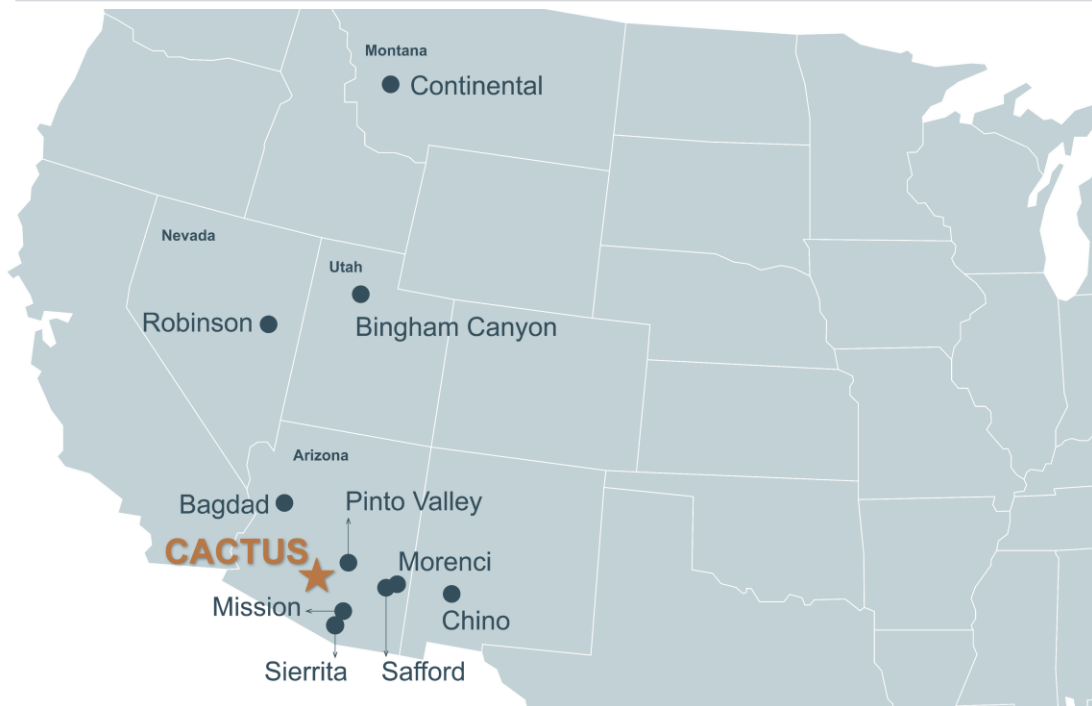 Montana
Continental
Nevada
Utah
Robinson
Bingham Canyon
Arizona
Bagdad
Pinto Valley
CACTUS
Morenci
Mission
Chino
Sierrita
Safford